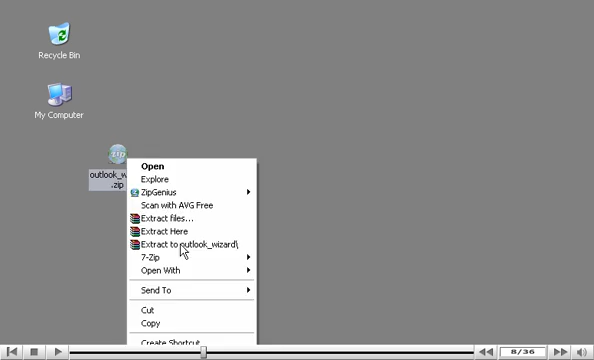 Recycle Bin
My Computer
ZIP
outlook_w
.zip
Open
Explore
ZipGenius
Scan with AVG Free
Extract files...
Extract Here
Extract to outlook_wizard\
7-Zip
Open With
Send To
Cut
Copy
Create Shortcut
8/36